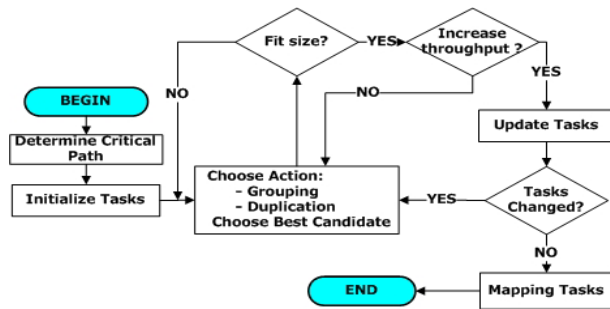 Fit size?
YES
Increase
throughput ?
YES
NO
NO
BEGIN
Determine Critical
Path
Initialize Tasks
Choose Action:
- Grouping
- Duplication
Choose Best Candidate
Update Tasks
YES
Tasks
Changed?
NO
Mapping Tasks
END